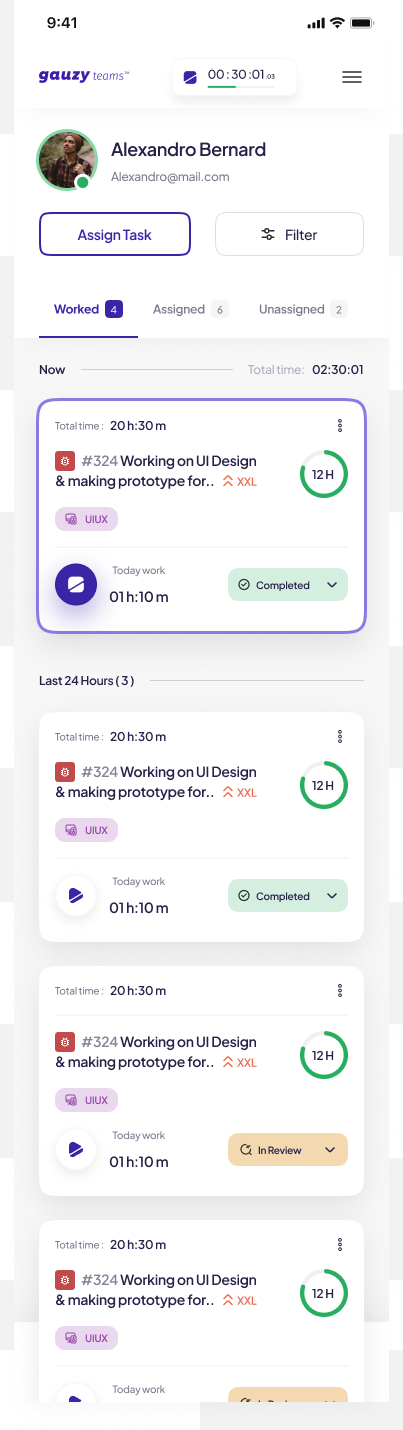 9:41
gauzy teams™
00:30:01:03
Alexandro Bernard
Alexandro@mail.com
Assign Task
Filter
Worked 4
Assigned 6
Unassigned 2
Now
Total time: 02:30:01
Total time : 20 h:30 m
#324 Working on UI Design
& making prototype for.. XXL
12 H
UIUX
Today work
01 h:10 m
Completed
Last 24 Hours ( 3 )
Total time : 20 h:30 m
#324 Working on UI Design
& making prototype for.. XXL
12 H
UIUX
Today work
01 h:10 m
Completed
Total time : 20 h:30 m
#324 Working on UI Design
& making prototype for.. XXL
12 H
UIUX
Today work
01 h:10 m
In Review
Total time : 20 h:30 m
#324 Working on UI Design
& making prototype for.. XXL
12 H
UIUX
Today work